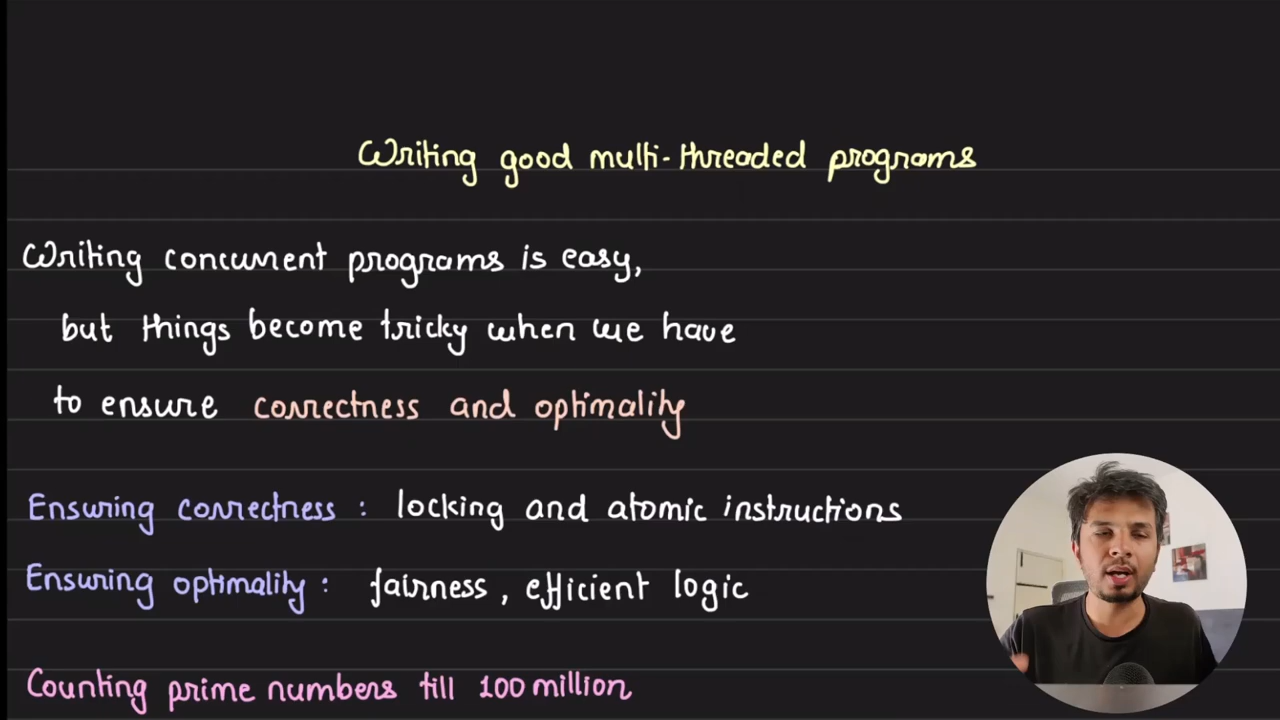 Writing good multi-threaded programs
Writing concurrent programs is easy,
but things become tricky when we have
to ensure correctness and optimality
Ensuring correctness : locking and atomic instructions
Ensuring optimality : fairness, efficient logic
Counting prime numbers till 100 million